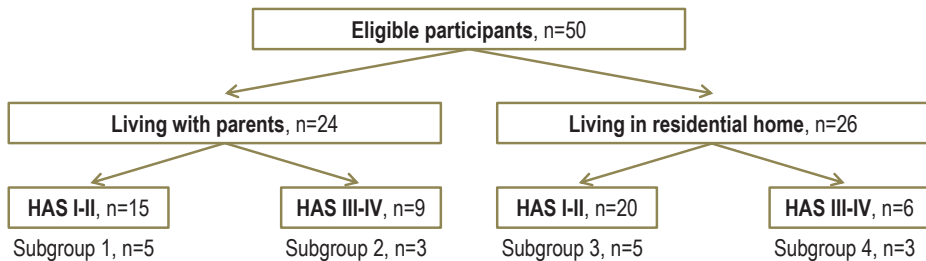 Eligible participants, n=50
Living with parents, n=24
Living in residential home, n=26
HAS I-II, n=15
HAS III-IV, n=9
HAS I-II, n=20
HAS III-IV, n=6
Subgroup 1, n=5
Subgroup 2, n=3
Subgroup 3, n=5
Subgroup 4, n=3